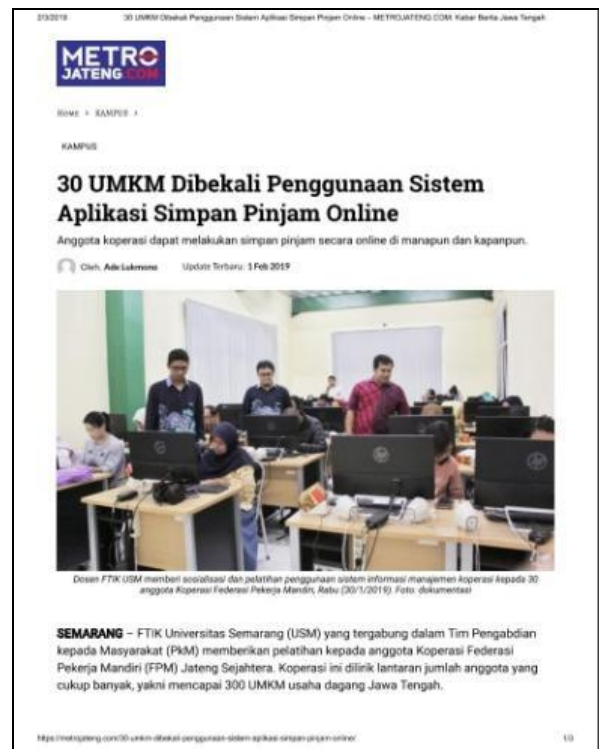 2/3/2019 30 UMKM Dibekali Penggunaan Sistem Aplikasi Simpan Pinjam Online – METROJATENG.COM: Kabar Berita Jawa Tengah
METRO
JATENG.COM
HOME > KAMPUS >
KAMPUS
30 UMKM Dibekali Penggunaan Sistem
Aplikasi Simpan Pinjam Online
Anggota koperasi dapat melakukan simpan pinjam secara online di manapun dan kapanpun.
Oleh Ade Lukmono Update Terbaru 1 Feb 2019
Dosen FTIK USM memberi sosialisasi dan pelatihan penggunaan sistem informasi manajemen koperasi kepada 30
anggota Koperasi Federasi Pekerja Mandiri, Rabu (30/1/2019). Foto: dokumentasi
SEMARANG – FTIK Universitas Semarang (USM) yang tergabung dalam Tim Pengabdian
kepada Masyarakat (PkM) memberikan pelatihan kepada anggota Koperasi Federasi
Pekerja Mandiri (FPM) Jateng Sejahtera. Koperasi ini dilirik lantaran jumlah anggota yang
cukup banyak, yakni mencapai 300 UMKM usaha dagang Jawa Tengah.
https://metrojateng.com/30-umkm-dibekali-penggunaan-sistem-aplikasi-simpan-pinjam-online/ 1/3